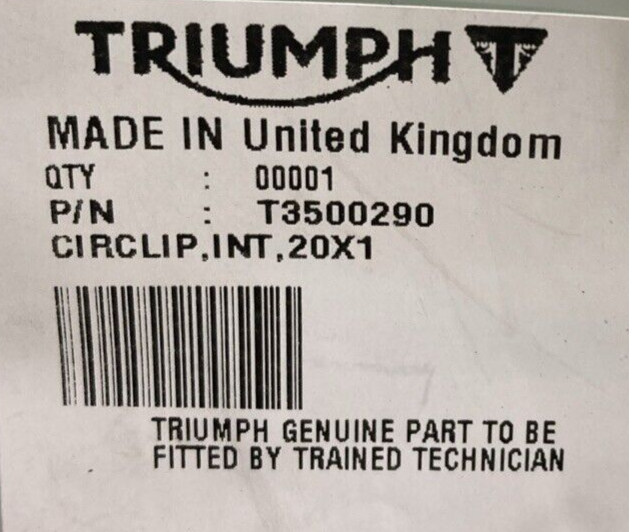 TRIUMPH
MADE IN United Kingdom
QTY : 00001
P/N : T3500290
CIRCLIP,INT,20X1
TRIUMPH GENUINE PART TO BE
FITTED BY TRAINED TECHNICIAN